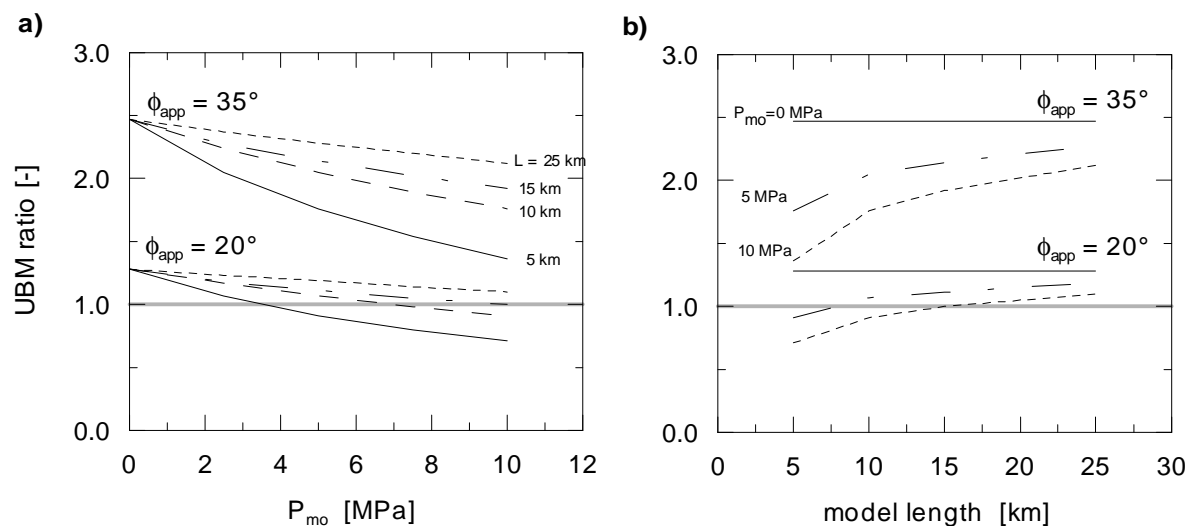 a)
3.0
2.0
1.0
0.0
UBM ratio [-]
ϕapp = 35°
L = 25 km
15 km
10 km
5 km
ϕapp = 20°
0 2 4 6 8 10 12
Pmo [MPa]
b)
3.0
2.0
1.0
0.0
Pmo=0 MPa
ϕapp = 35°
5 MPa
10 MPa
ϕapp = 20°
0 5 10 15 20 25 30
model length [km]